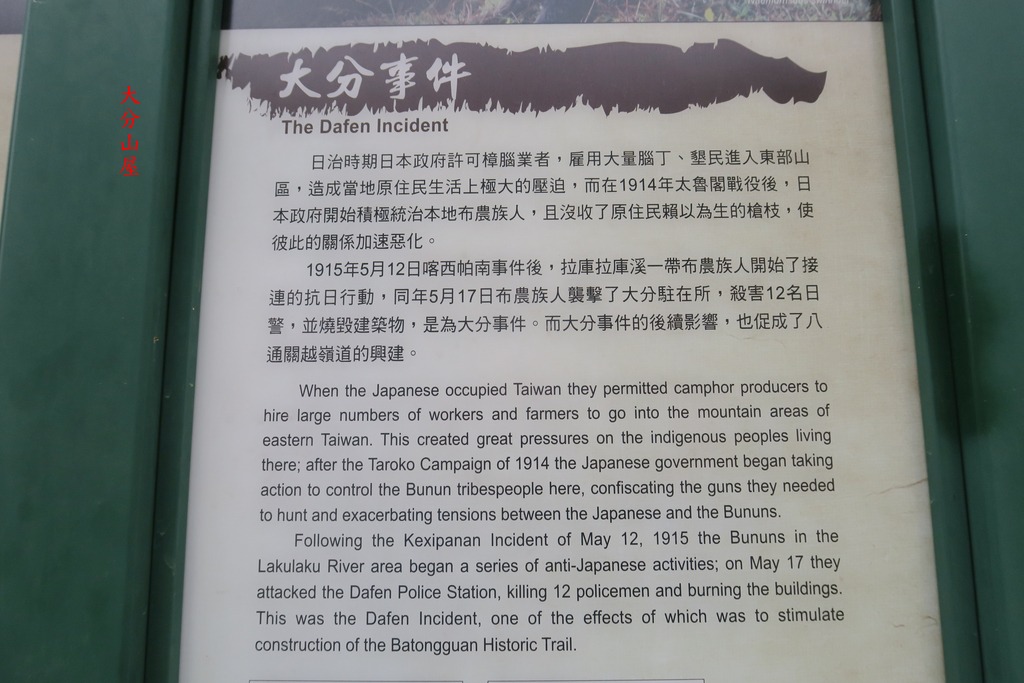 大分山屋
大分事件
The Dafen Incident
日治時期日本政府許可樟腦業者，雇用大量腦丁、墾民進入東部山
區，造成當地原住民生活上極大的壓迫，而在1914年太魯閣戰役後，日
本政府開始積極統治本地布農族人，且沒收了原住民賴以為生的槍枝，使
彼此的關係加速惡化。
1915年5月12日喀西帕南事件後，拉庫拉庫溪一帶布農族人開始了接
連的抗日行動，同年5月17日布農族人襲擊了大分駐在所，殺害12名日
警，並燒毀建築物，是為大分事件。而大分事件的後續影響，也促成了八
通關越嶺道的興建。
When the Japanese occupied Taiwan they permitted camphor producers to
hire large numbers of workers and farmers to go into the mountain areas of
eastern Taiwan. This created great pressures on the indigenous peoples living
there; after the Taroko Campaign of 1914 the Japanese government began taking
action to control the Bunun tribespeople here, confiscating the guns they needed
to hunt and exacerbating tensions between the Japanese and the Bununs.
Following the Kexipanan Incident of May 12, 1915 the Bununs in the
Lakulaku River area began a series of anti-Japanese activities; on May 17 they
attacked the Dafen Police Station, killing 12 policemen and burning the buildings.
This was the Dafen Incident, one of the effects of which was to stimulate
construction of the Batongguan Historic Trail.